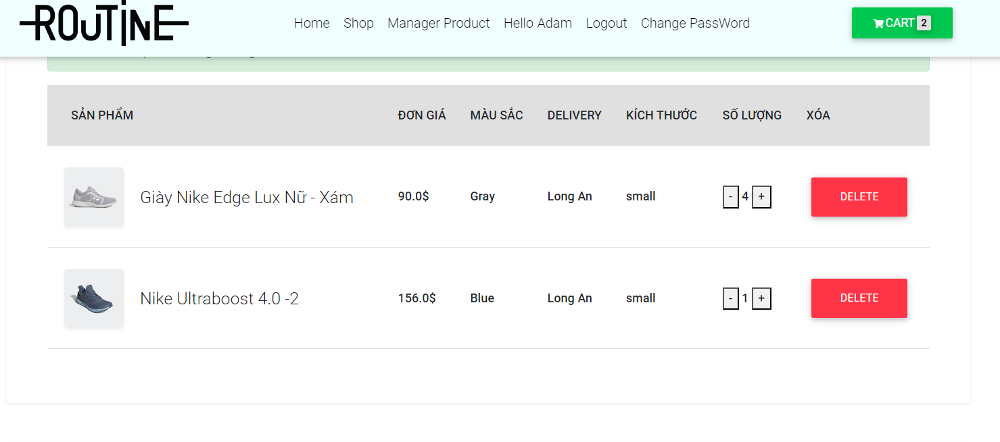 ROUTINE
Home Shop Manager Product Hello Adam Logout Change PassWord CART 2
SẢN PHẨM ĐƠN GIÁ MÀU SẮC DELIVERY KÍCH THƯỚC SỐ LƯỢNG XÓA
Giày Nike Edge Lux Nữ - Xám 90.0$ Gray Long An small - 4 + DELETE
Nike Ultraboost 4.0 -2 156.0$ Blue Long An small - 1 + DELETE